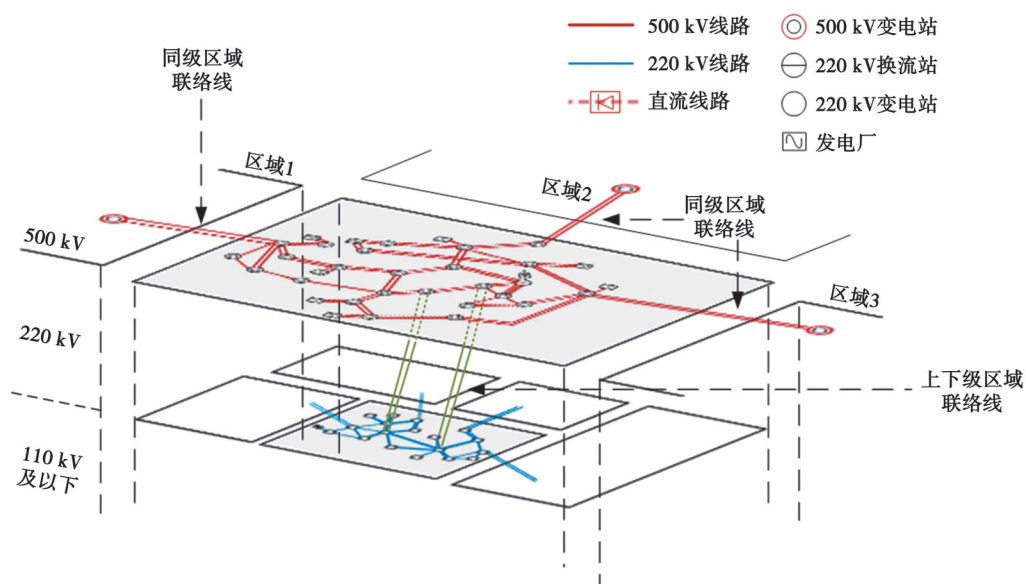 500 kV线路
500 kV变电站
220 kV线路
220 kV换流站
直流线路
220 kV变电站
发电厂
同级区域
联络线
区域1
区域2
同级区域
联络线
500 kV
区域3
220 kV
上下级区域
联络线
110 kV
及以下